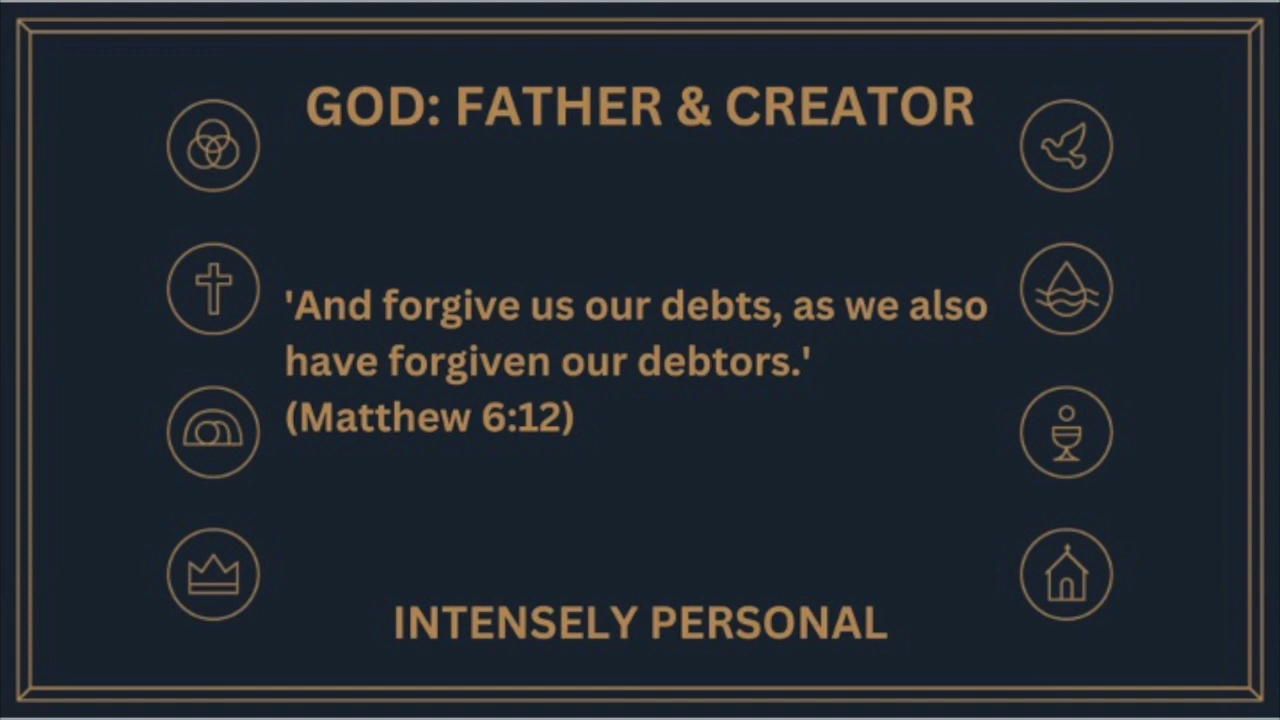 GOD: FATHER & CREATOR
'And forgive us our debts, as we also
have forgiven our debtors.'
(Matthew 6:12)
INTENSELY PERSONAL